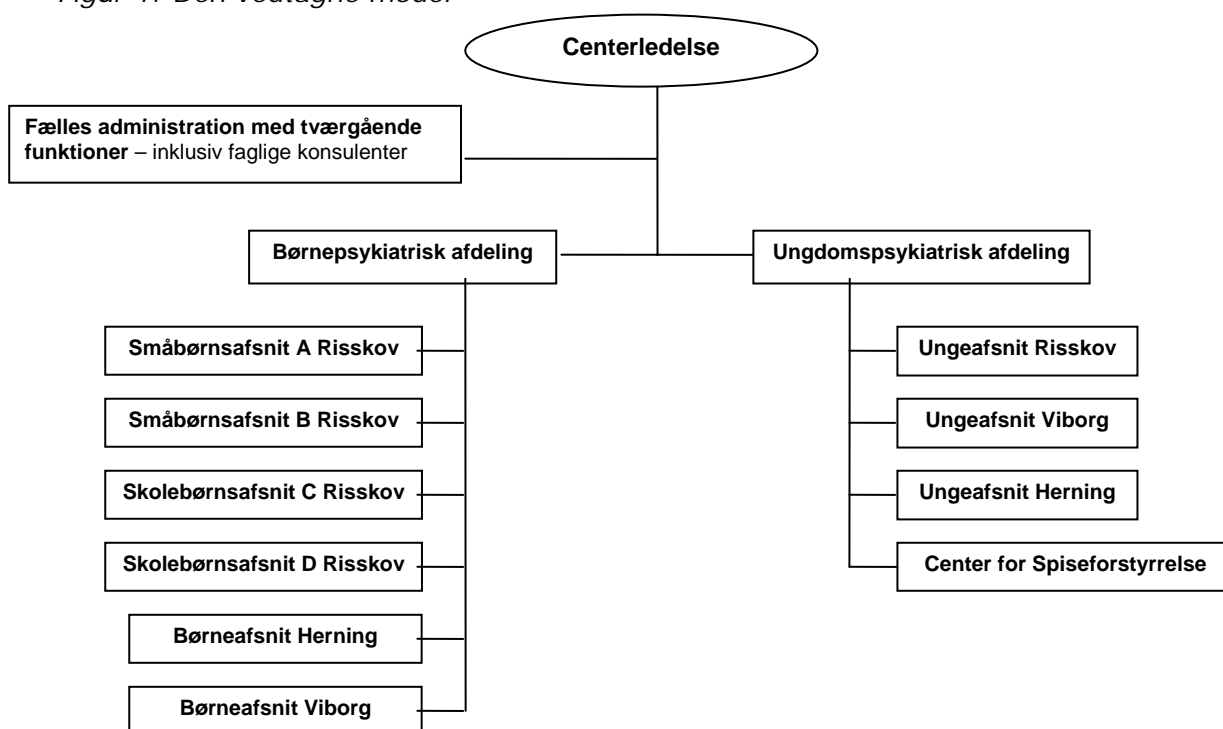 Figur 1: Den vedtagne model
Centerledelse
Fælles administration med tværgående
funktioner – inklusiv faglige konsulenter
Børnepsykiatrisk afdeling
Ungdomspsykiatrisk afdeling
Småbørnsafsnit A Risskov
Småbørnsafsnit B Risskov
Skolebørnsafsnit C Risskov
Skolebørnsafsnit D Risskov
Børneafsnit Herning
Børneafsnit Viborg
Ungeafsnit Risskov
Ungeafsnit Viborg
Ungeafsnit Herning
Center for Spiseforstyrrelse